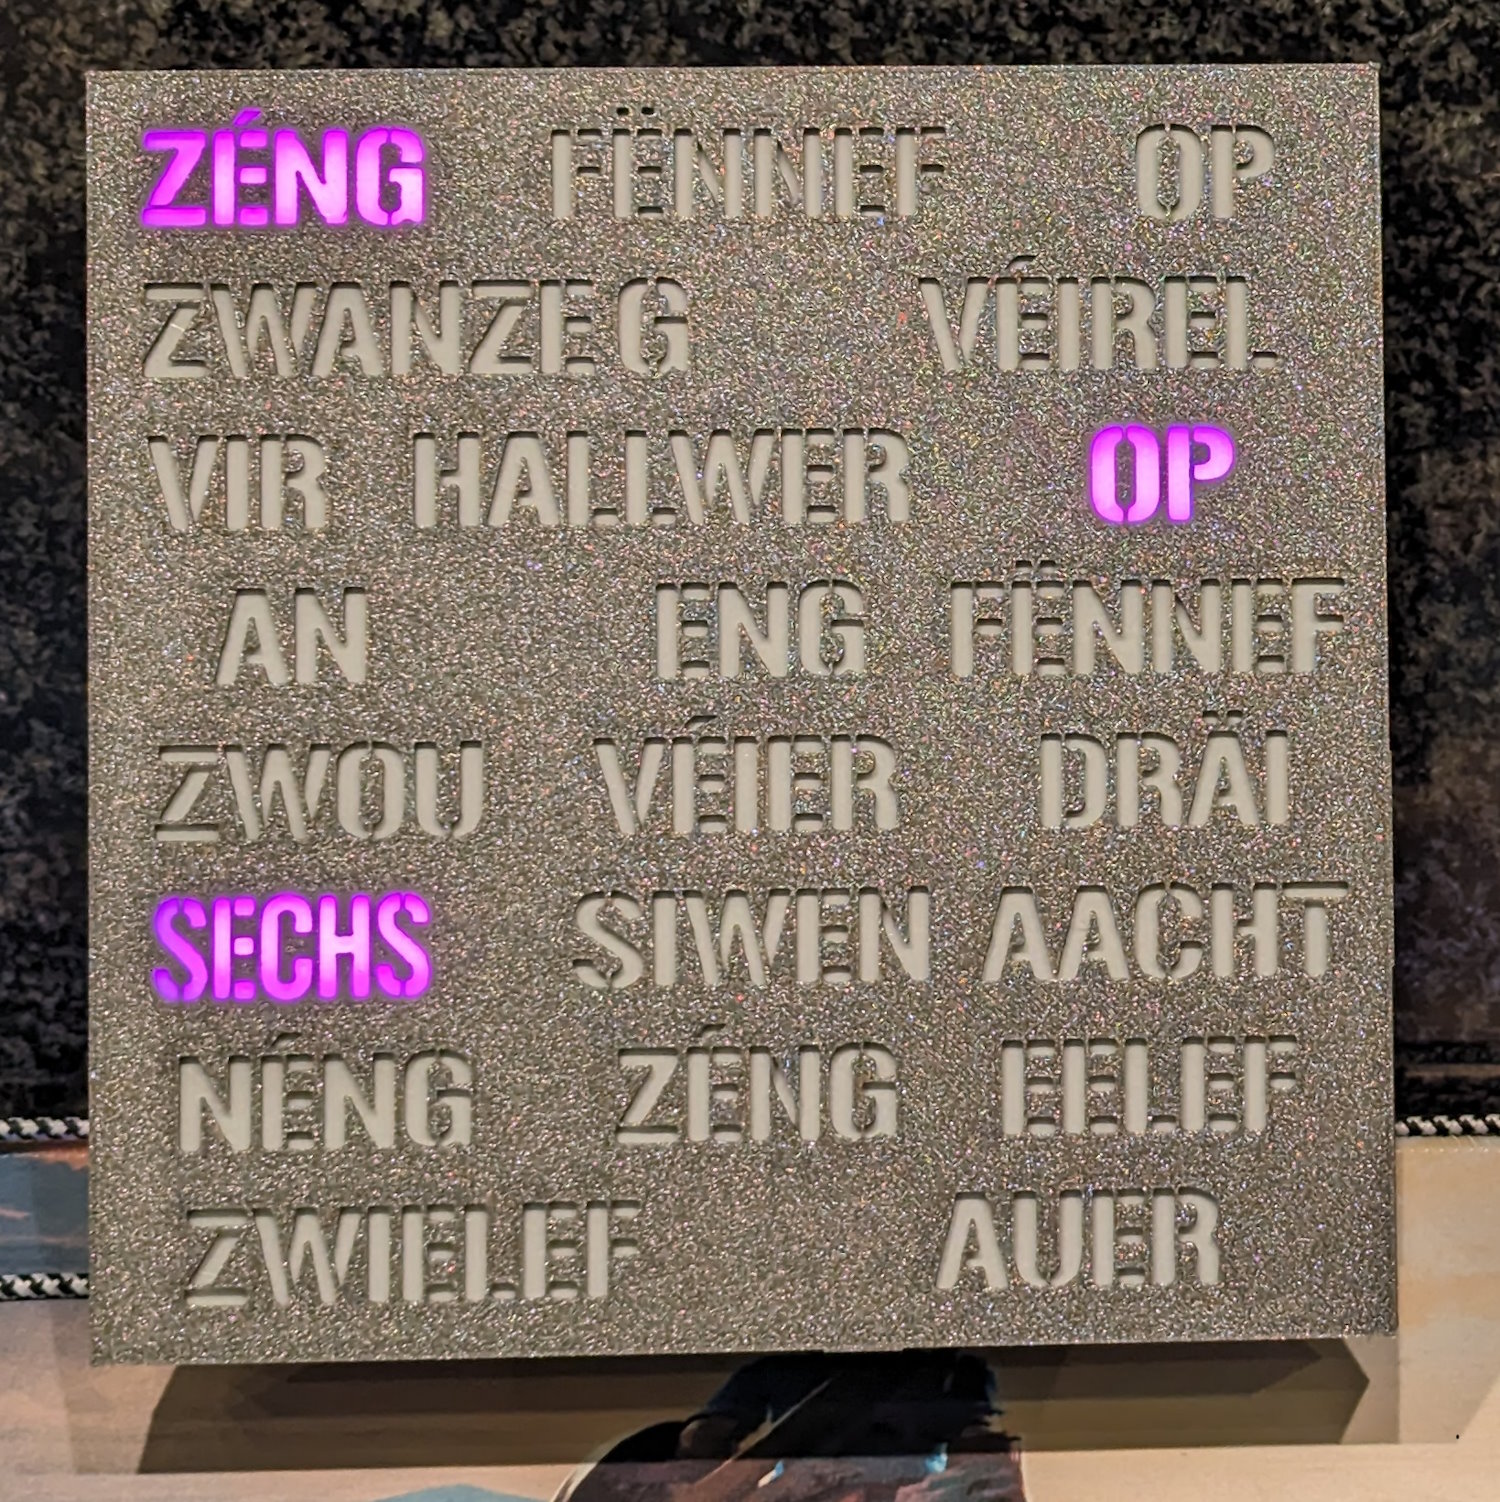 ZÉNG FËNNEF OP
ZWANZEG VÉIREL
VIR HALLWER OP
AN ENG FËNNEF
ZWOU VÉIER DRÄI
SECHS SIWEN AACHT
NÉNG ZÉNG EELEF
ZWIELEF AUER